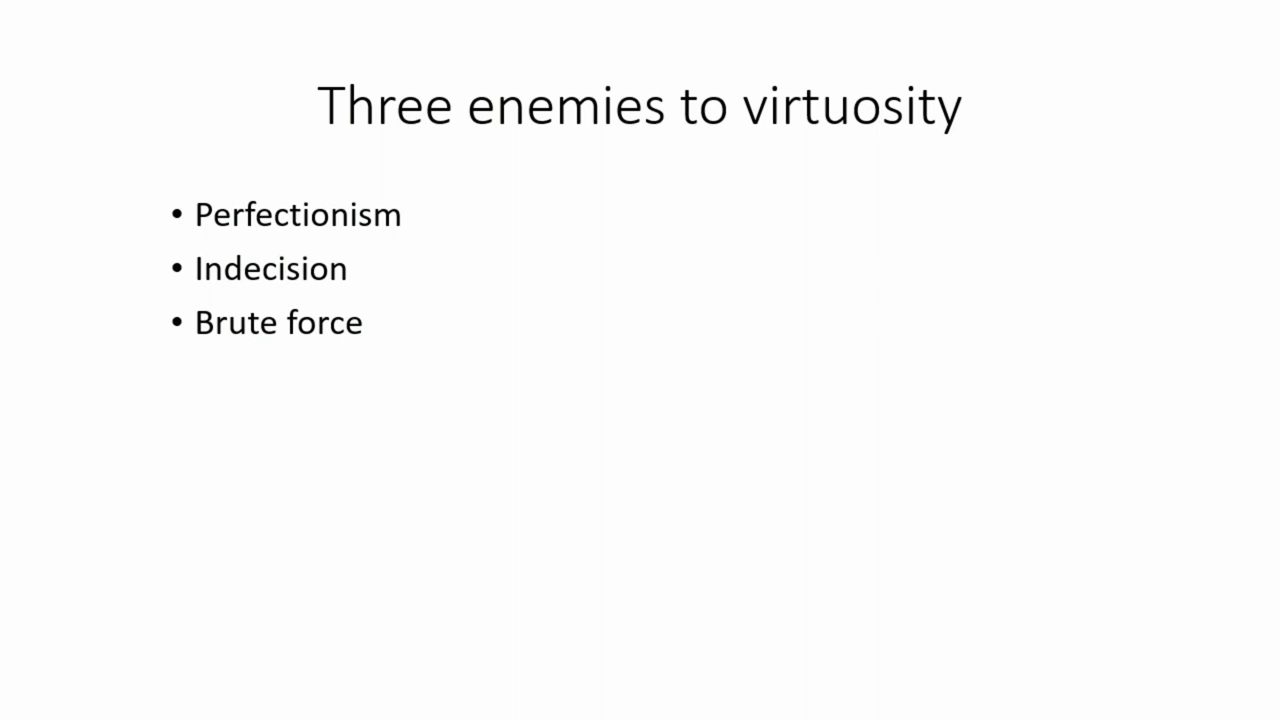 Three enemies to virtuosity
• Perfectionism
• Indecision
• Brute force